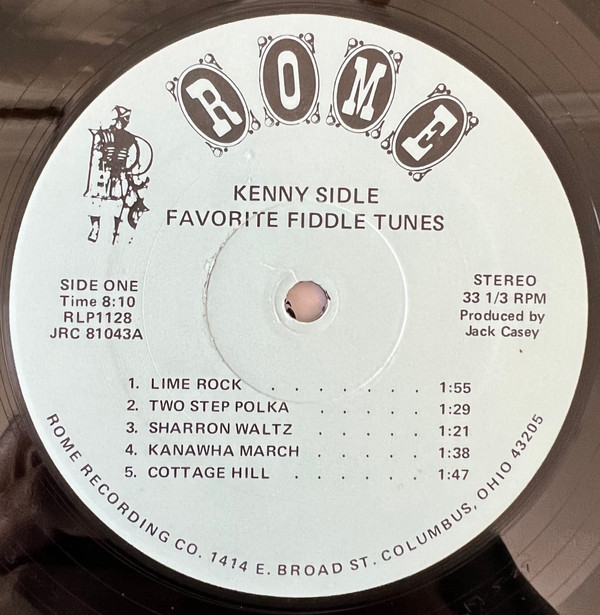 ROME
KENNY SIDLE
FAVORITE FIDDLE TUNES
SIDE ONE
Time 8:10
RLP1128
JRC 81043A
STEREO
33 1/3 RPM
Produced by
Jack Casey
1. LIME ROCK . . . . . . . 1:55
2. TWO STEP POLKA . . . . . 1:29
3. SHARRON WALTZ . . . . . 1:21
4. KANAWHA MARCH . . . . . 1:38
5. COTTAGE HILL . . . . . . 1:47
ROME RECORDING CO. 1414 E. BROAD ST. COLUMBUS, OHIO 43205